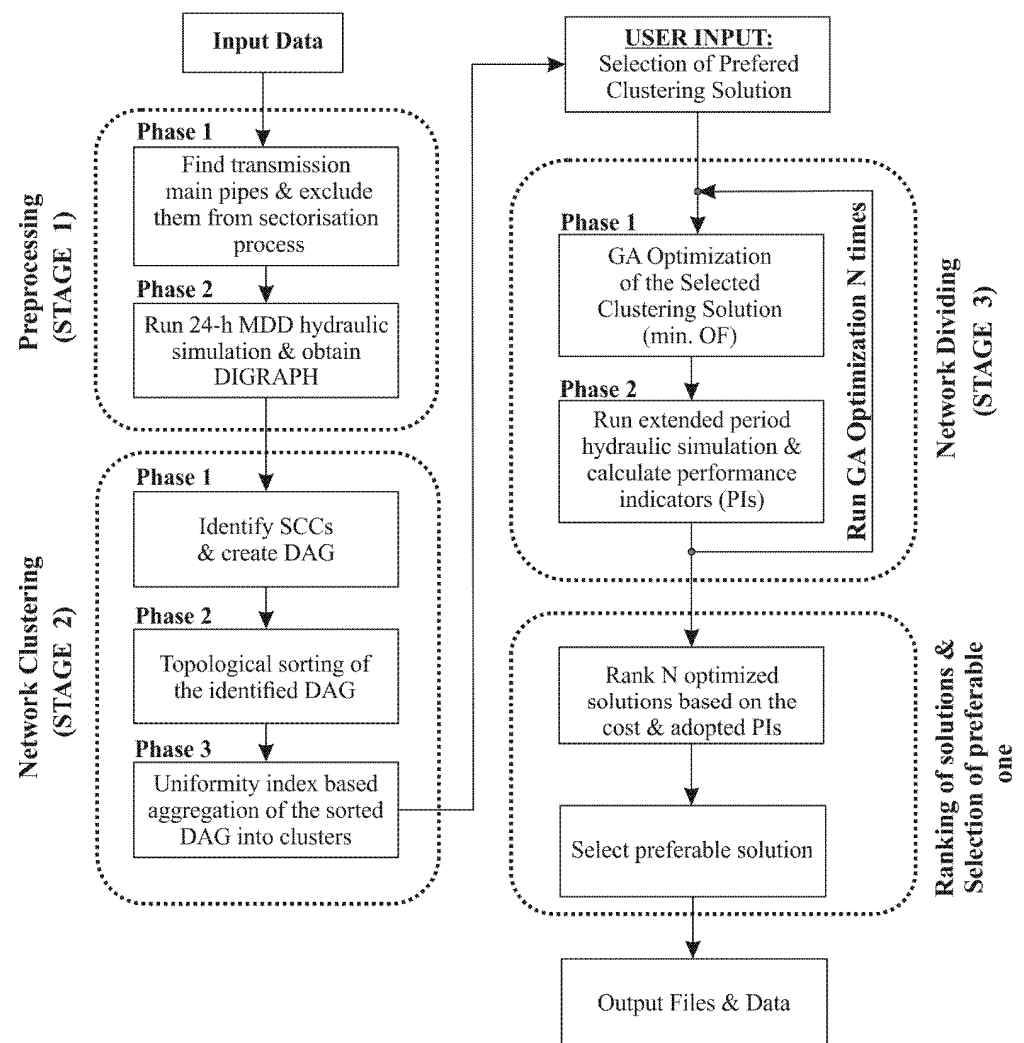 Input Data
Preprocessing
(STAGE 1)
Phase 1
Find transmission
main pipes & exclude
them from sectorisation
process
Phase 2
Run 24-h MDD hydraulic
simulation & obtain
DIGRAPH
Network Clustering
(STAGE 2)
Phase 1
Identify SCCs
& create DAG
Phase 2
Topological sorting of
the identified DAG
Phase 3
Uniformity index based
aggregation of the sorted
DAG into clusters
USER INPUT:
Selection of Prefered
Clustering Solution
Phase 1
GA Optimization
of the Selected
Clustering Solution
(min. OF)
Phase 2
Run extended period
hydraulic simulation &
calculate performance
indicators (PIs)
Run GA Optimization N times
Network Dividing
(STAGE 3)
Rank N optimized
solutions based on the
cost & adopted PIs
Select preferable solution
Ranking of solutions &
Selection of preferable
one
Output Files & Data